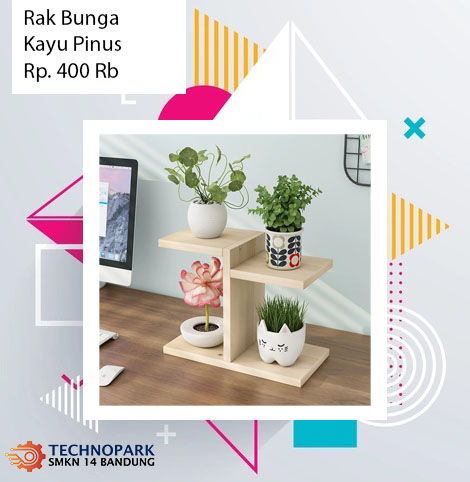 Rak Bunga
Kayu Pinus
Rp. 400 Rb
TECHNOPARK
SMKN 14 BANDUNG